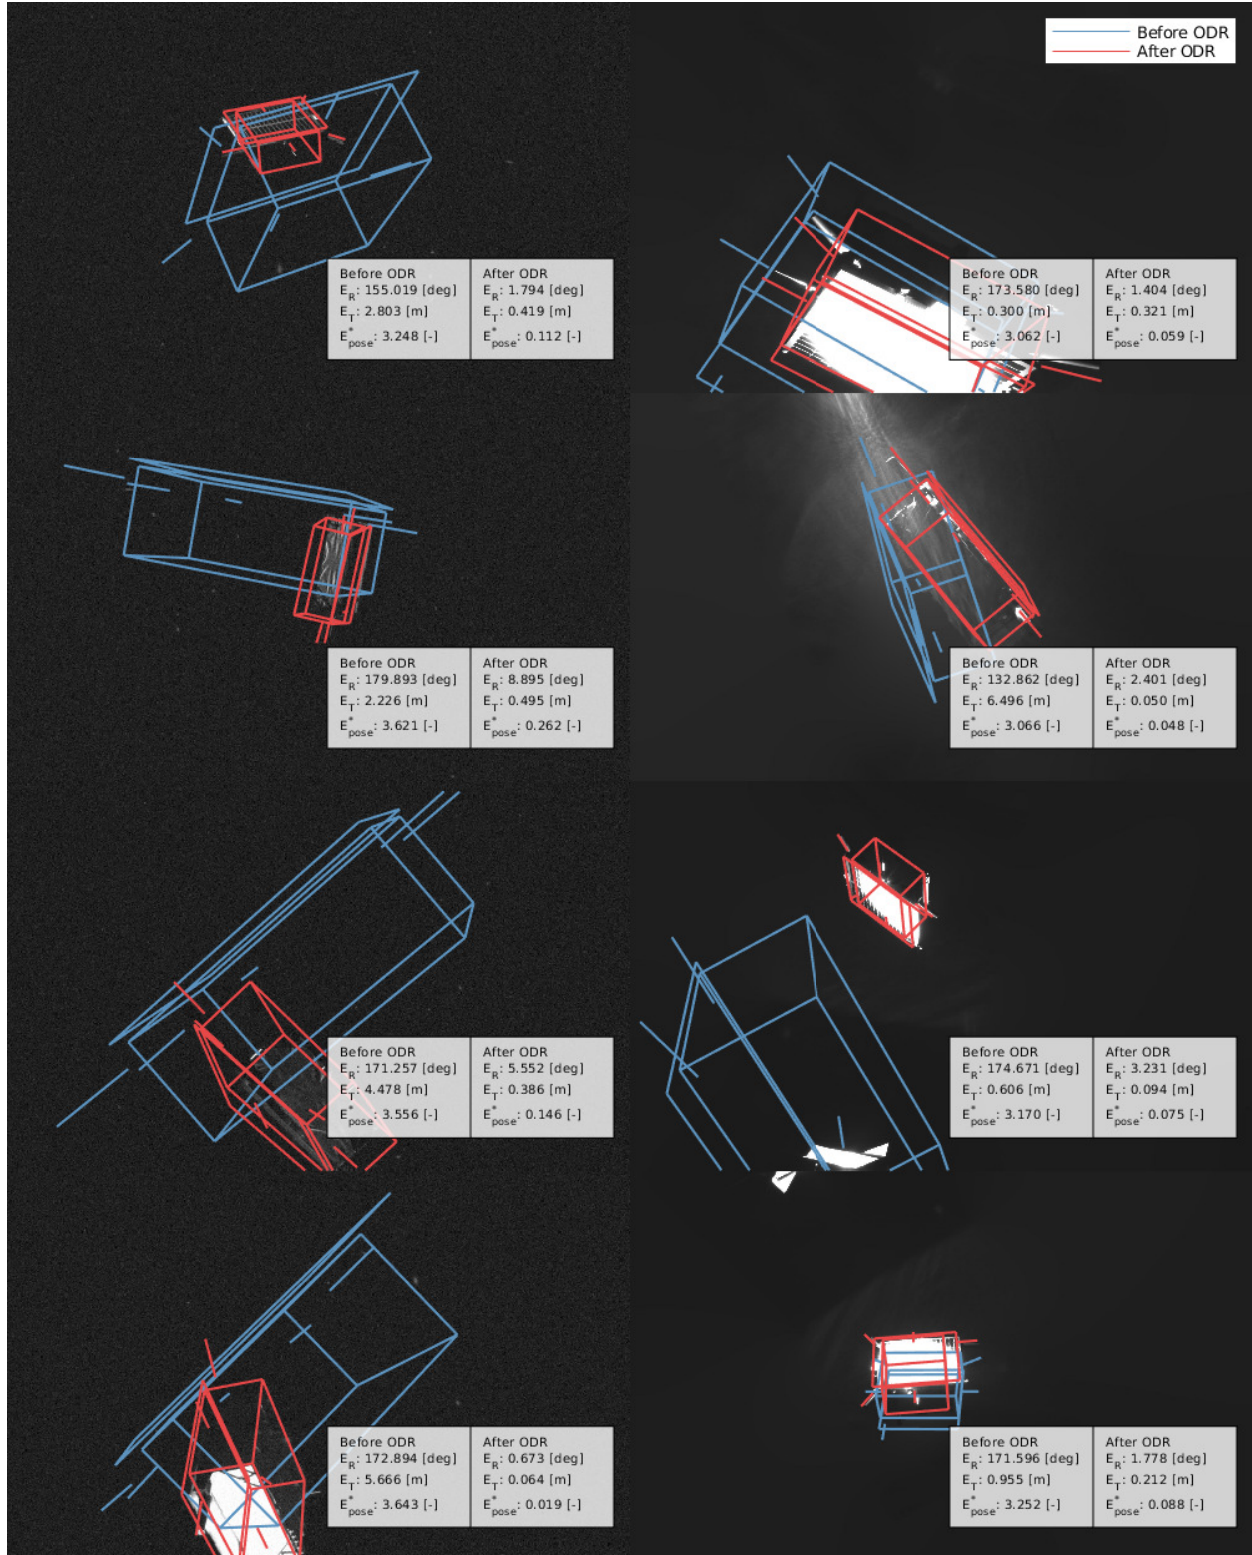 Before ODR
After ODR
Before ODR After ODR
E_R: 155.019 [deg] E_R: 1.794 [deg]
E_T: 2.803 [m] E_T: 0.419 [m]
E*_pose: 3.248 [-] E*_pose: 0.112 [-]
Before ODR After ODR
E_R: 173.580 [deg] E_R: 1.404 [deg]
E_T: 0.300 [m] E_T: 0.321 [m]
E*_pose: 3.062 [-] E*_pose: 0.059 [-]
Before ODR After ODR
E_R: 179.893 [deg] E_R: 8.895 [deg]
E_T: 2.226 [m] E_T: 0.495 [m]
E*_pose: 3.621 [-] E*_pose: 0.262 [-]
Before ODR After ODR
E_R: 132.862 [deg] E_R: 2.401 [deg]
E_T: 6.496 [m] E_T: 0.050 [m]
E*_pose: 3.066 [-] E*_pose: 0.048 [-]
Before ODR After ODR
E_R: 171.257 [deg] E_R: 5.552 [deg]
E_T: 4.478 [m] E_T: 0.386 [m]
E*_pose: 3.556 [-] E*_pose: 0.146 [-]
Before ODR After ODR
E_R: 174.671 [deg] E_R: 3.231 [deg]
E_T: 0.606 [m] E_T: 0.094 [m]
E*_pose: 3.170 [-] E*_pose: 0.075 [-]
Before ODR After ODR
E_R: 172.894 [deg] E_R: 0.673 [deg]
E_T: 5.666 [m] E_T: 0.064 [m]
E*_pose: 3.643 [-] E*_pose: 0.019 [-]
Before ODR After ODR
E_R: 171.596 [deg] E_R: 1.778 [deg]
E_T: 0.955 [m] E_T: 0.212 [m]
E*_pose: 3.252 [-] E*_pose: 0.088 [-]